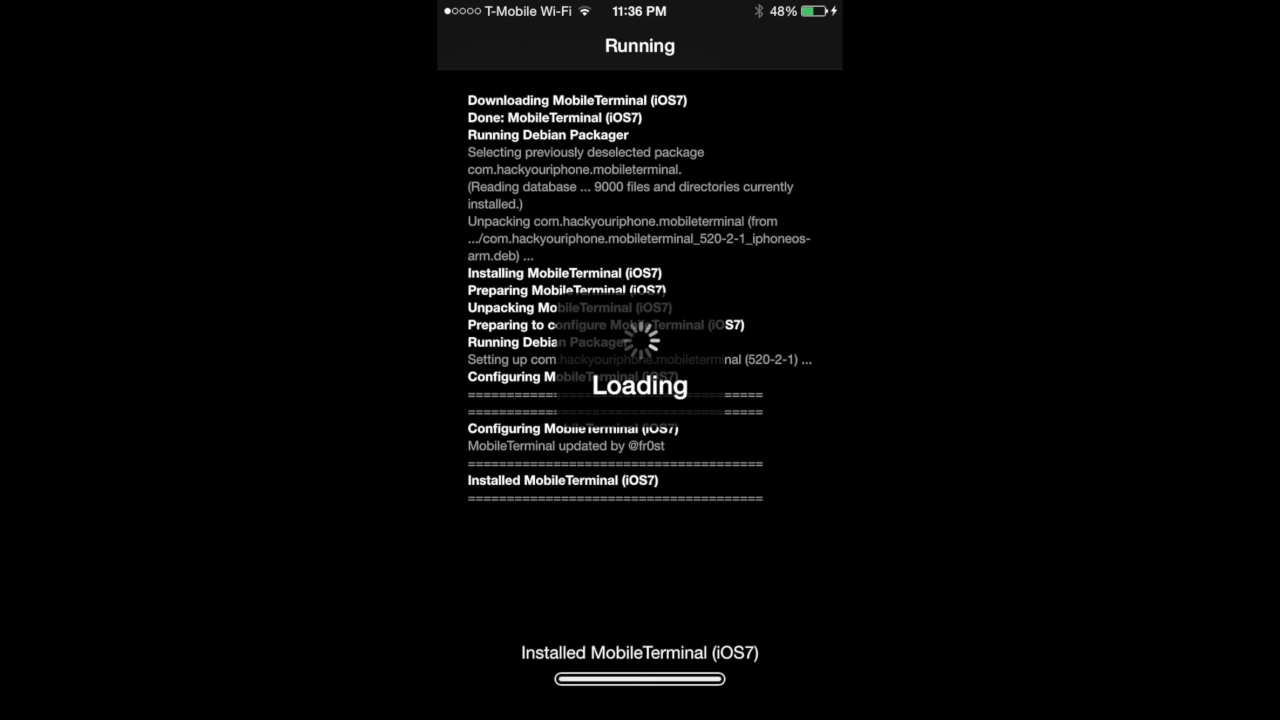 T-Mobile Wi-Fi 11:36 PM 48%
Running
Downloading MobileTerminal (iOS7)
Done: MobileTerminal (iOS7)
Running Debian Packager
Selecting previously deselected package
com.hackyouriphone.mobileterminal.
(Reading database ... 9000 files and directories currently
installed.)
Unpacking com.hackyouriphone.mobileterminal (from
.../com.hackyouriphone.mobileterminal_520-2-1_iphoneos-
arm.deb) ...
Installing MobileTerminal (iOS7)
Preparing MobileTerminal (iOS7)
Unpacking MobileTerminal (iOS7)
Preparing to configure MobileTerminal (iOS7)
Running Debian Packager
Setting up com.hackyouriphone.mobileterminal (520-2-1) ...
Configuring MobileTerminal (iOS7)
Loading
======================================
======================================
Configuring MobileTerminal (iOS7)
MobileTerminal updated by @fr0st
======================================
Installed MobileTerminal (iOS7)
======================================
Installed MobileTerminal (iOS7)